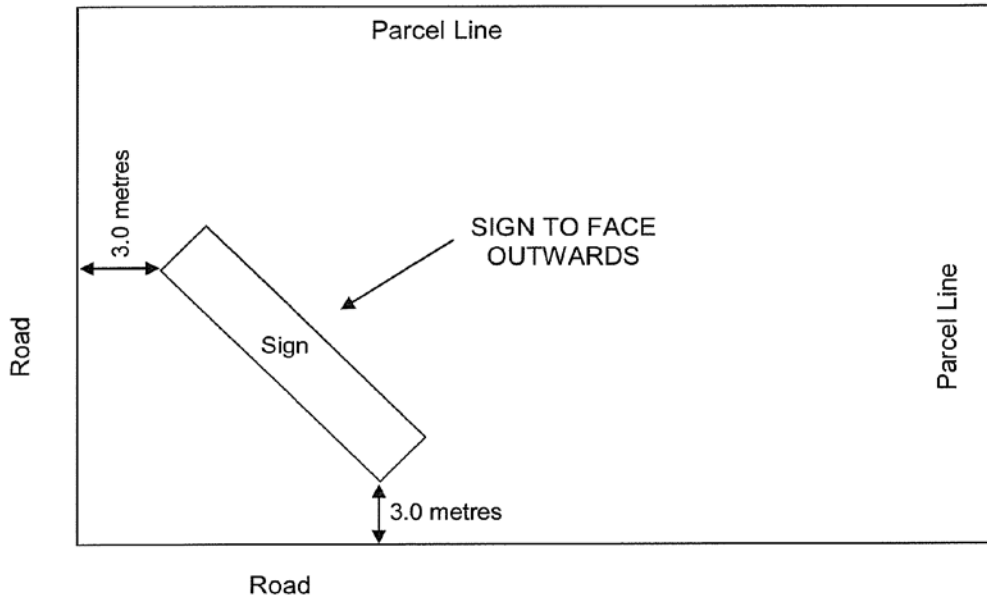 Parcel Line
3.0 metres
SIGN TO FACE
OUTWARDS
Sign
Road
Parcel Line
3.0 metres
Road